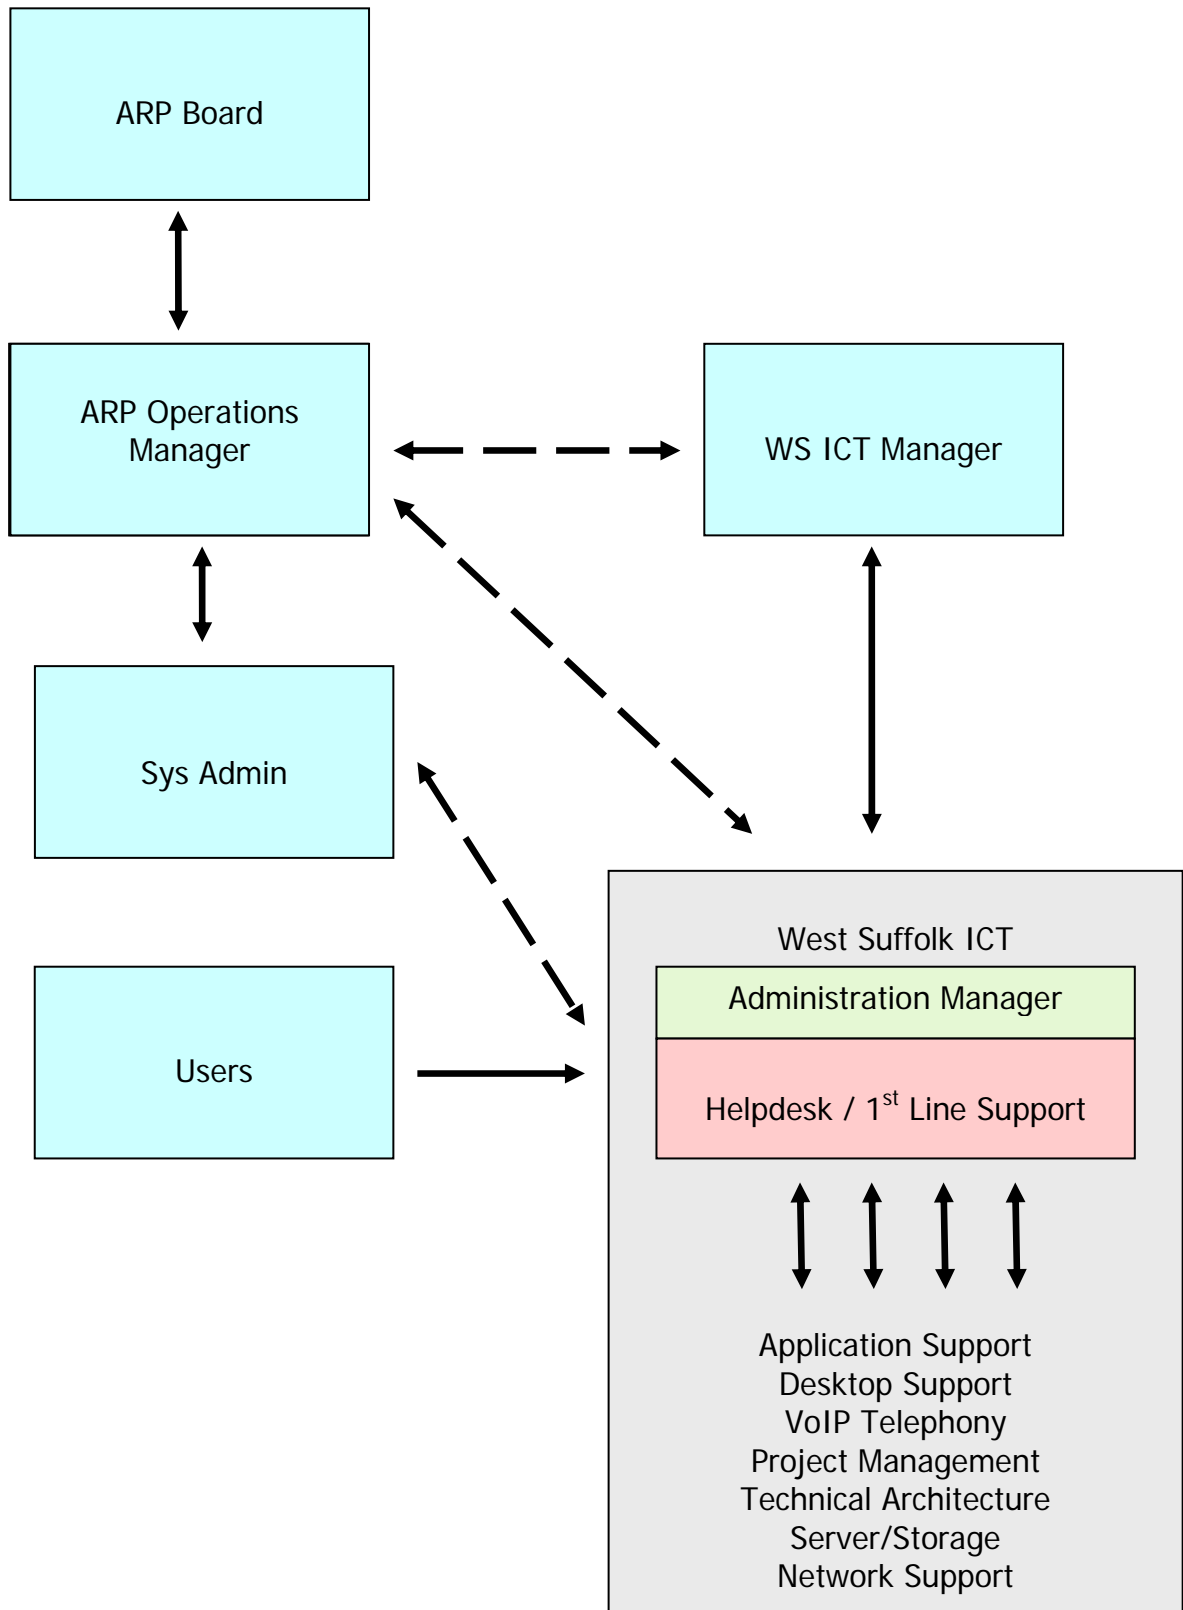 ARP Board
ARP Operations
Manager
WS ICT Manager
Sys Admin
West Suffolk ICT
Administration Manager
Users
Helpdesk / 1st Line Support
Application Support
Desktop Support
VoIP Telephony
Project Management
Technical Architecture
Server/Storage
Network Support